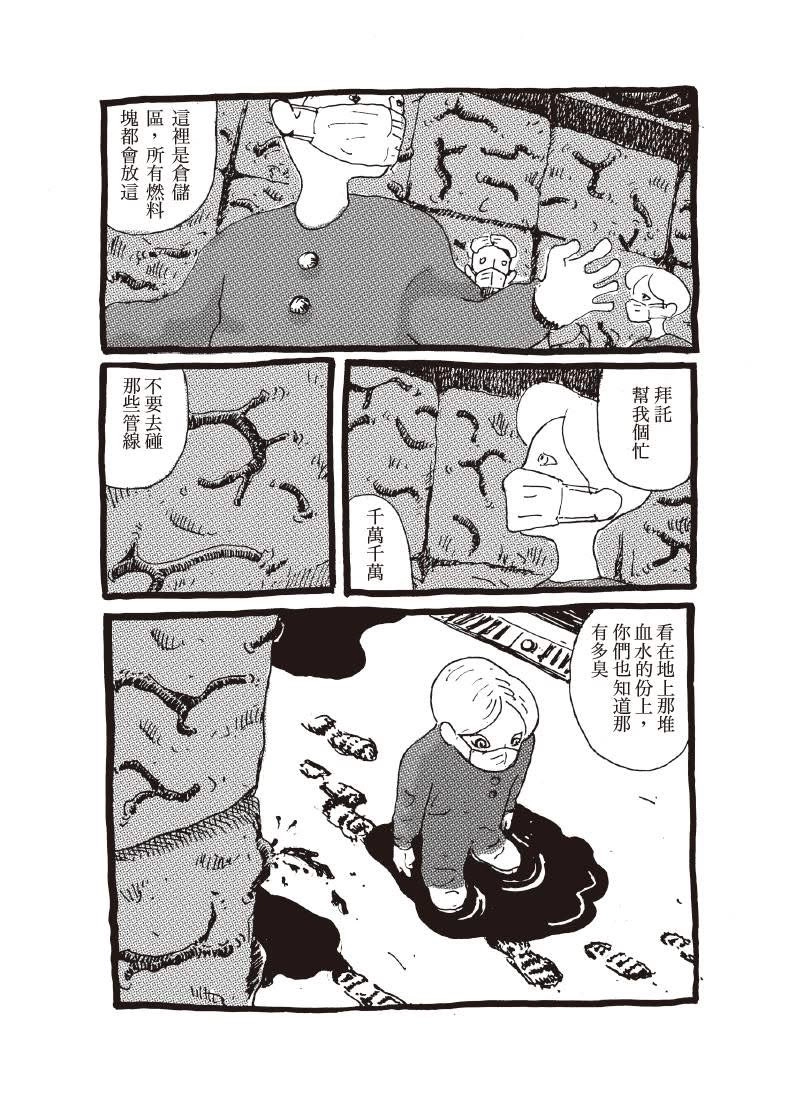 這裡是倉儲
區，所有燃料
塊都會放這
拜託
幫我個忙
千萬千萬
不要去碰
那些管線
看在地上那堆
血水的份上，
你們也知道那
有多臭